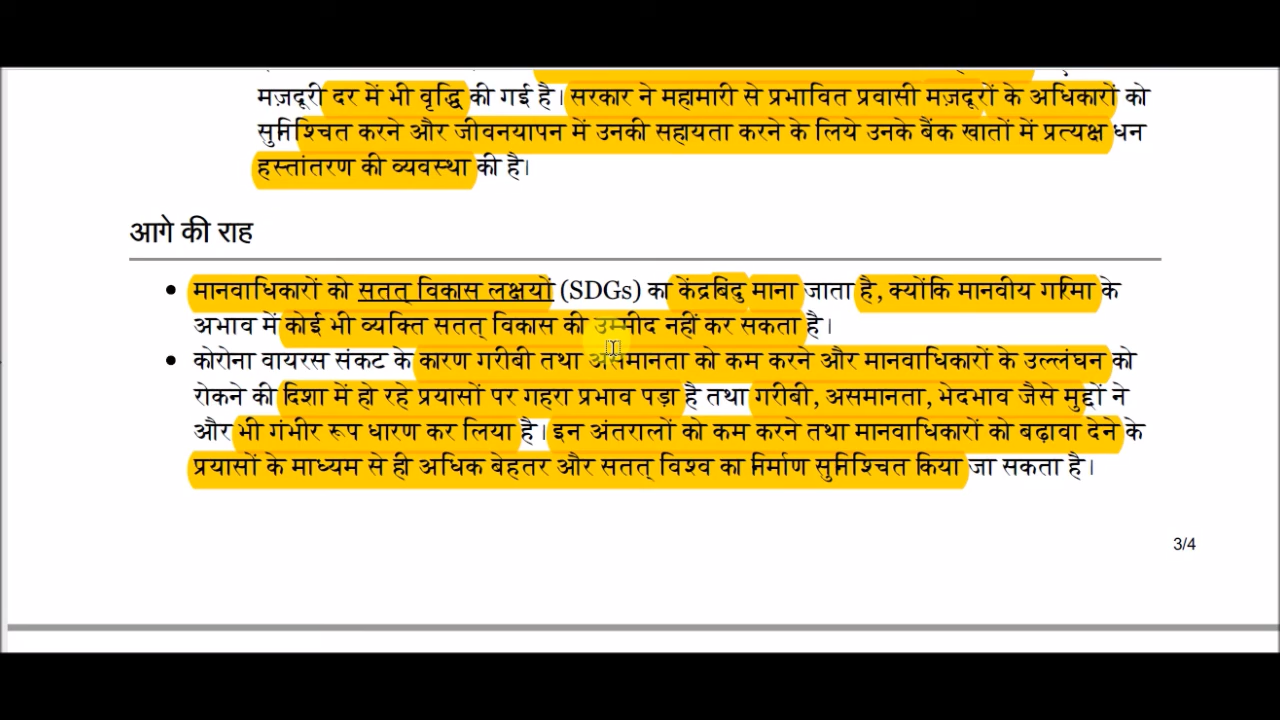 मज़दूरी दर में भी वृद्धि की गई है। सरकार ने महामारी से प्रभावित प्रवासी मज़दूरों के अधिकारों को
सुनिश्चित करने और जीवनयापन में उनकी सहायता करने के लिये उनके बैंक खातों में प्रत्यक्ष धन
हस्तांतरण की व्यवस्था की है।
आगे की राह
• मानवाधिकारों को सतत् विकास लक्षयों (SDGs) का केंद्रबिंदु माना जाता है, क्योंकि मानवीय गरिमा के
अभाव में कोई भी व्यक्ति सतत् विकास की उम्मीद नहीं कर सकता है।
• कोरोना वायरस संकट के कारण गरीबी तथा असमानता को कम करने और मानवाधिकारों के उल्लंघन को
रोकने की दिशा में हो रहे प्रयासों पर गहरा प्रभाव पड़ा है तथा गरीबी, असमानता, भेदभाव जैसे मुद्दों ने
और भी गंभीर रूप धारण कर लिया है। इन अंतरालों को कम करने तथा मानवाधिकारों को बढ़ावा देने के
प्रयासों के माध्यम से ही अधिक बेहतर और सतत् विश्व का निर्माण सुनिश्चित किया जा सकता है।
3/4